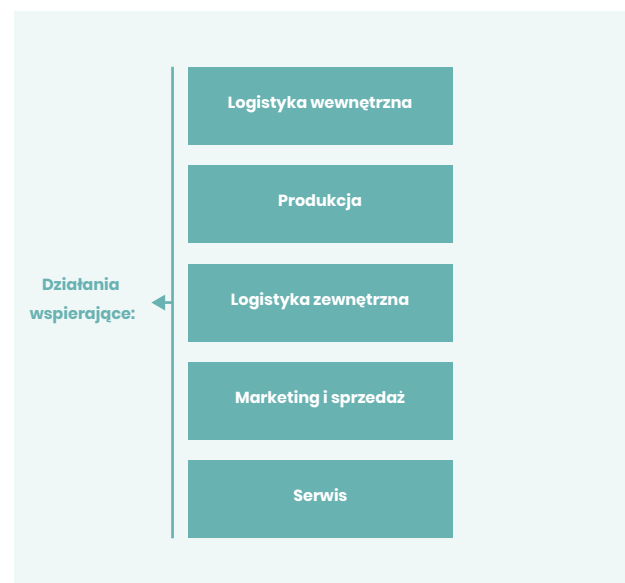 Logistyka wewnętrzna
Produkcja
Działania
wspierające:
Logistyka zewnętrzna
Marketing i sprzedaż
Serwis